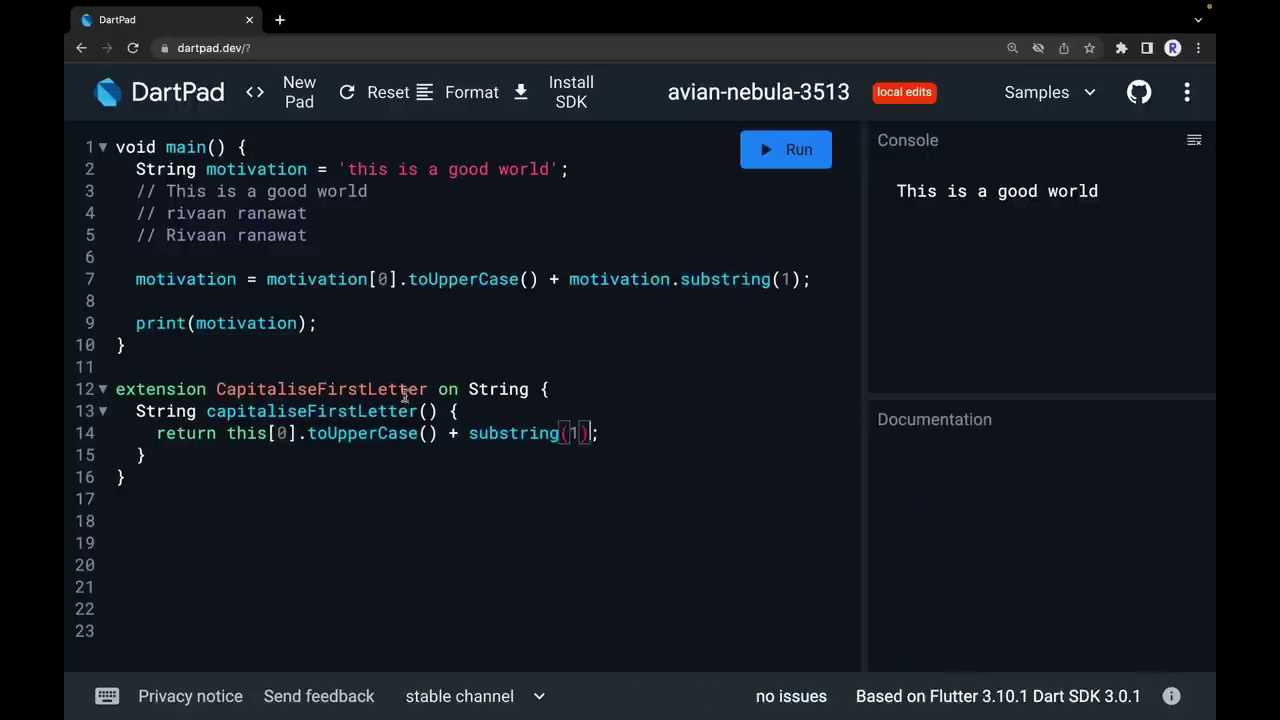 DartPad
dartpad.dev/?
R
DartPad
New Pad
Reset
Format
Install SDK
avian-nebula-3513
local edits
Samples
1 void main() {
2 String motivation = 'this is a good world';
3 // This is a good world
4 // rivaan ranawat
5 // Rivaan ranawat
6
7 motivation = motivation[0].toUpperCase() + motivation.substring(1);
8
9 print(motivation);
10 }
11
12 extension CapitaliseFirstLetter on String {
13 String capitaliseFirstLetter() {
14 return this[0].toUpperCase() + substring(1);
15 }
16 }
17
18
19
20
21
22
23
Run
Console
This is a good world
Documentation
Privacy notice
Send feedback
stable channel
no issues
Based on Flutter 3.10.1 Dart SDK 3.0.1